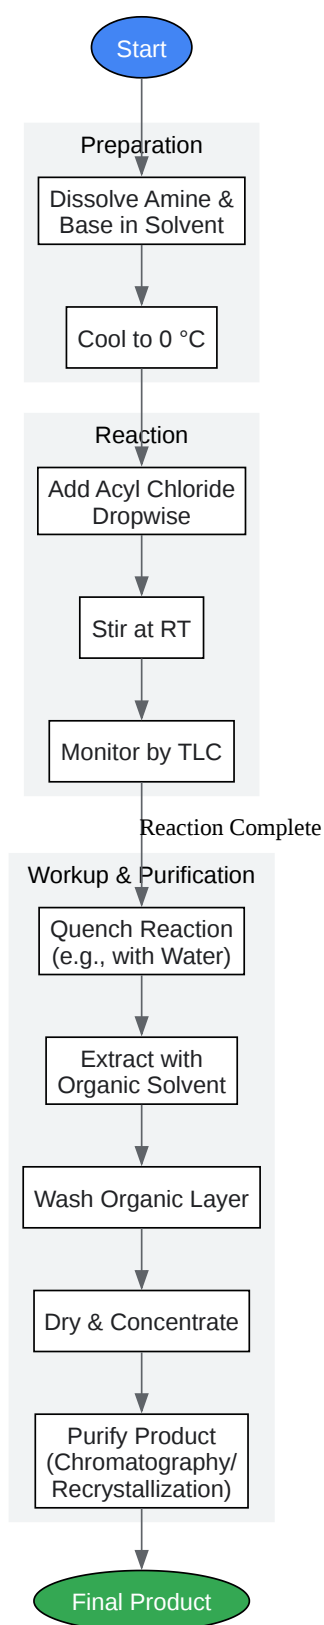 Start
Preparation
Dissolve Amine &
Base in Solvent
Cool to 0 °C
Reaction
Add Acyl Chloride
Dropwise
Stir at RT
Monitor by TLC
Reaction Complete
Workup & Purification
Quench Reaction
(e.g., with Water)
Extract with
Organic Solvent
Wash Organic Layer
Dry & Concentrate
Purify Product
(Chromatography/
Recrystallization)
Final Product